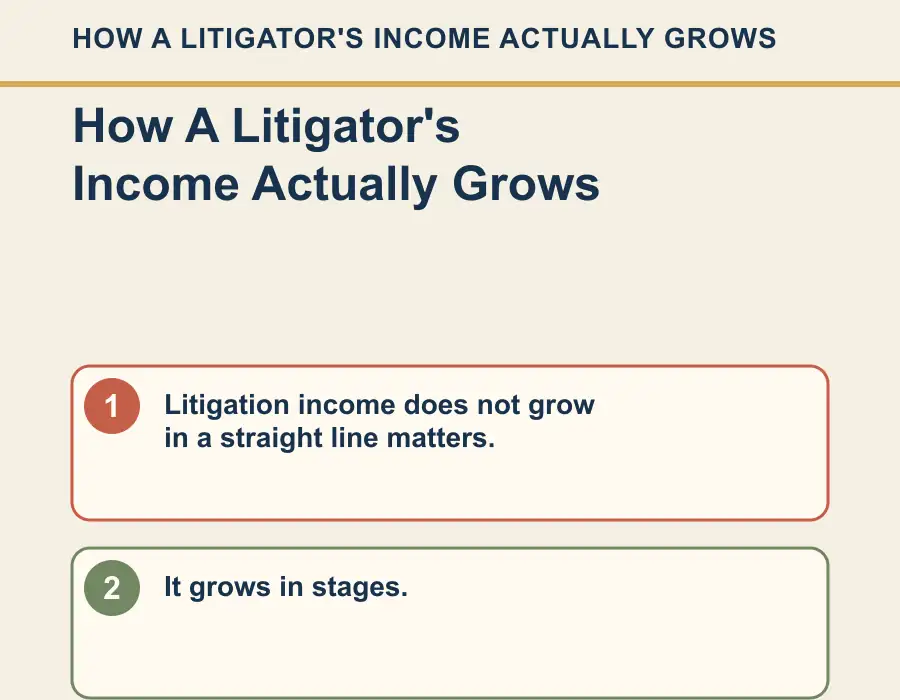 HOW A LITIGATOR'S INCOME ACTUALLY GROWS
How A Litigator's
Income Actually Grows
1
Litigation income does not grow
in a straight line matters.
2
It grows in stages.